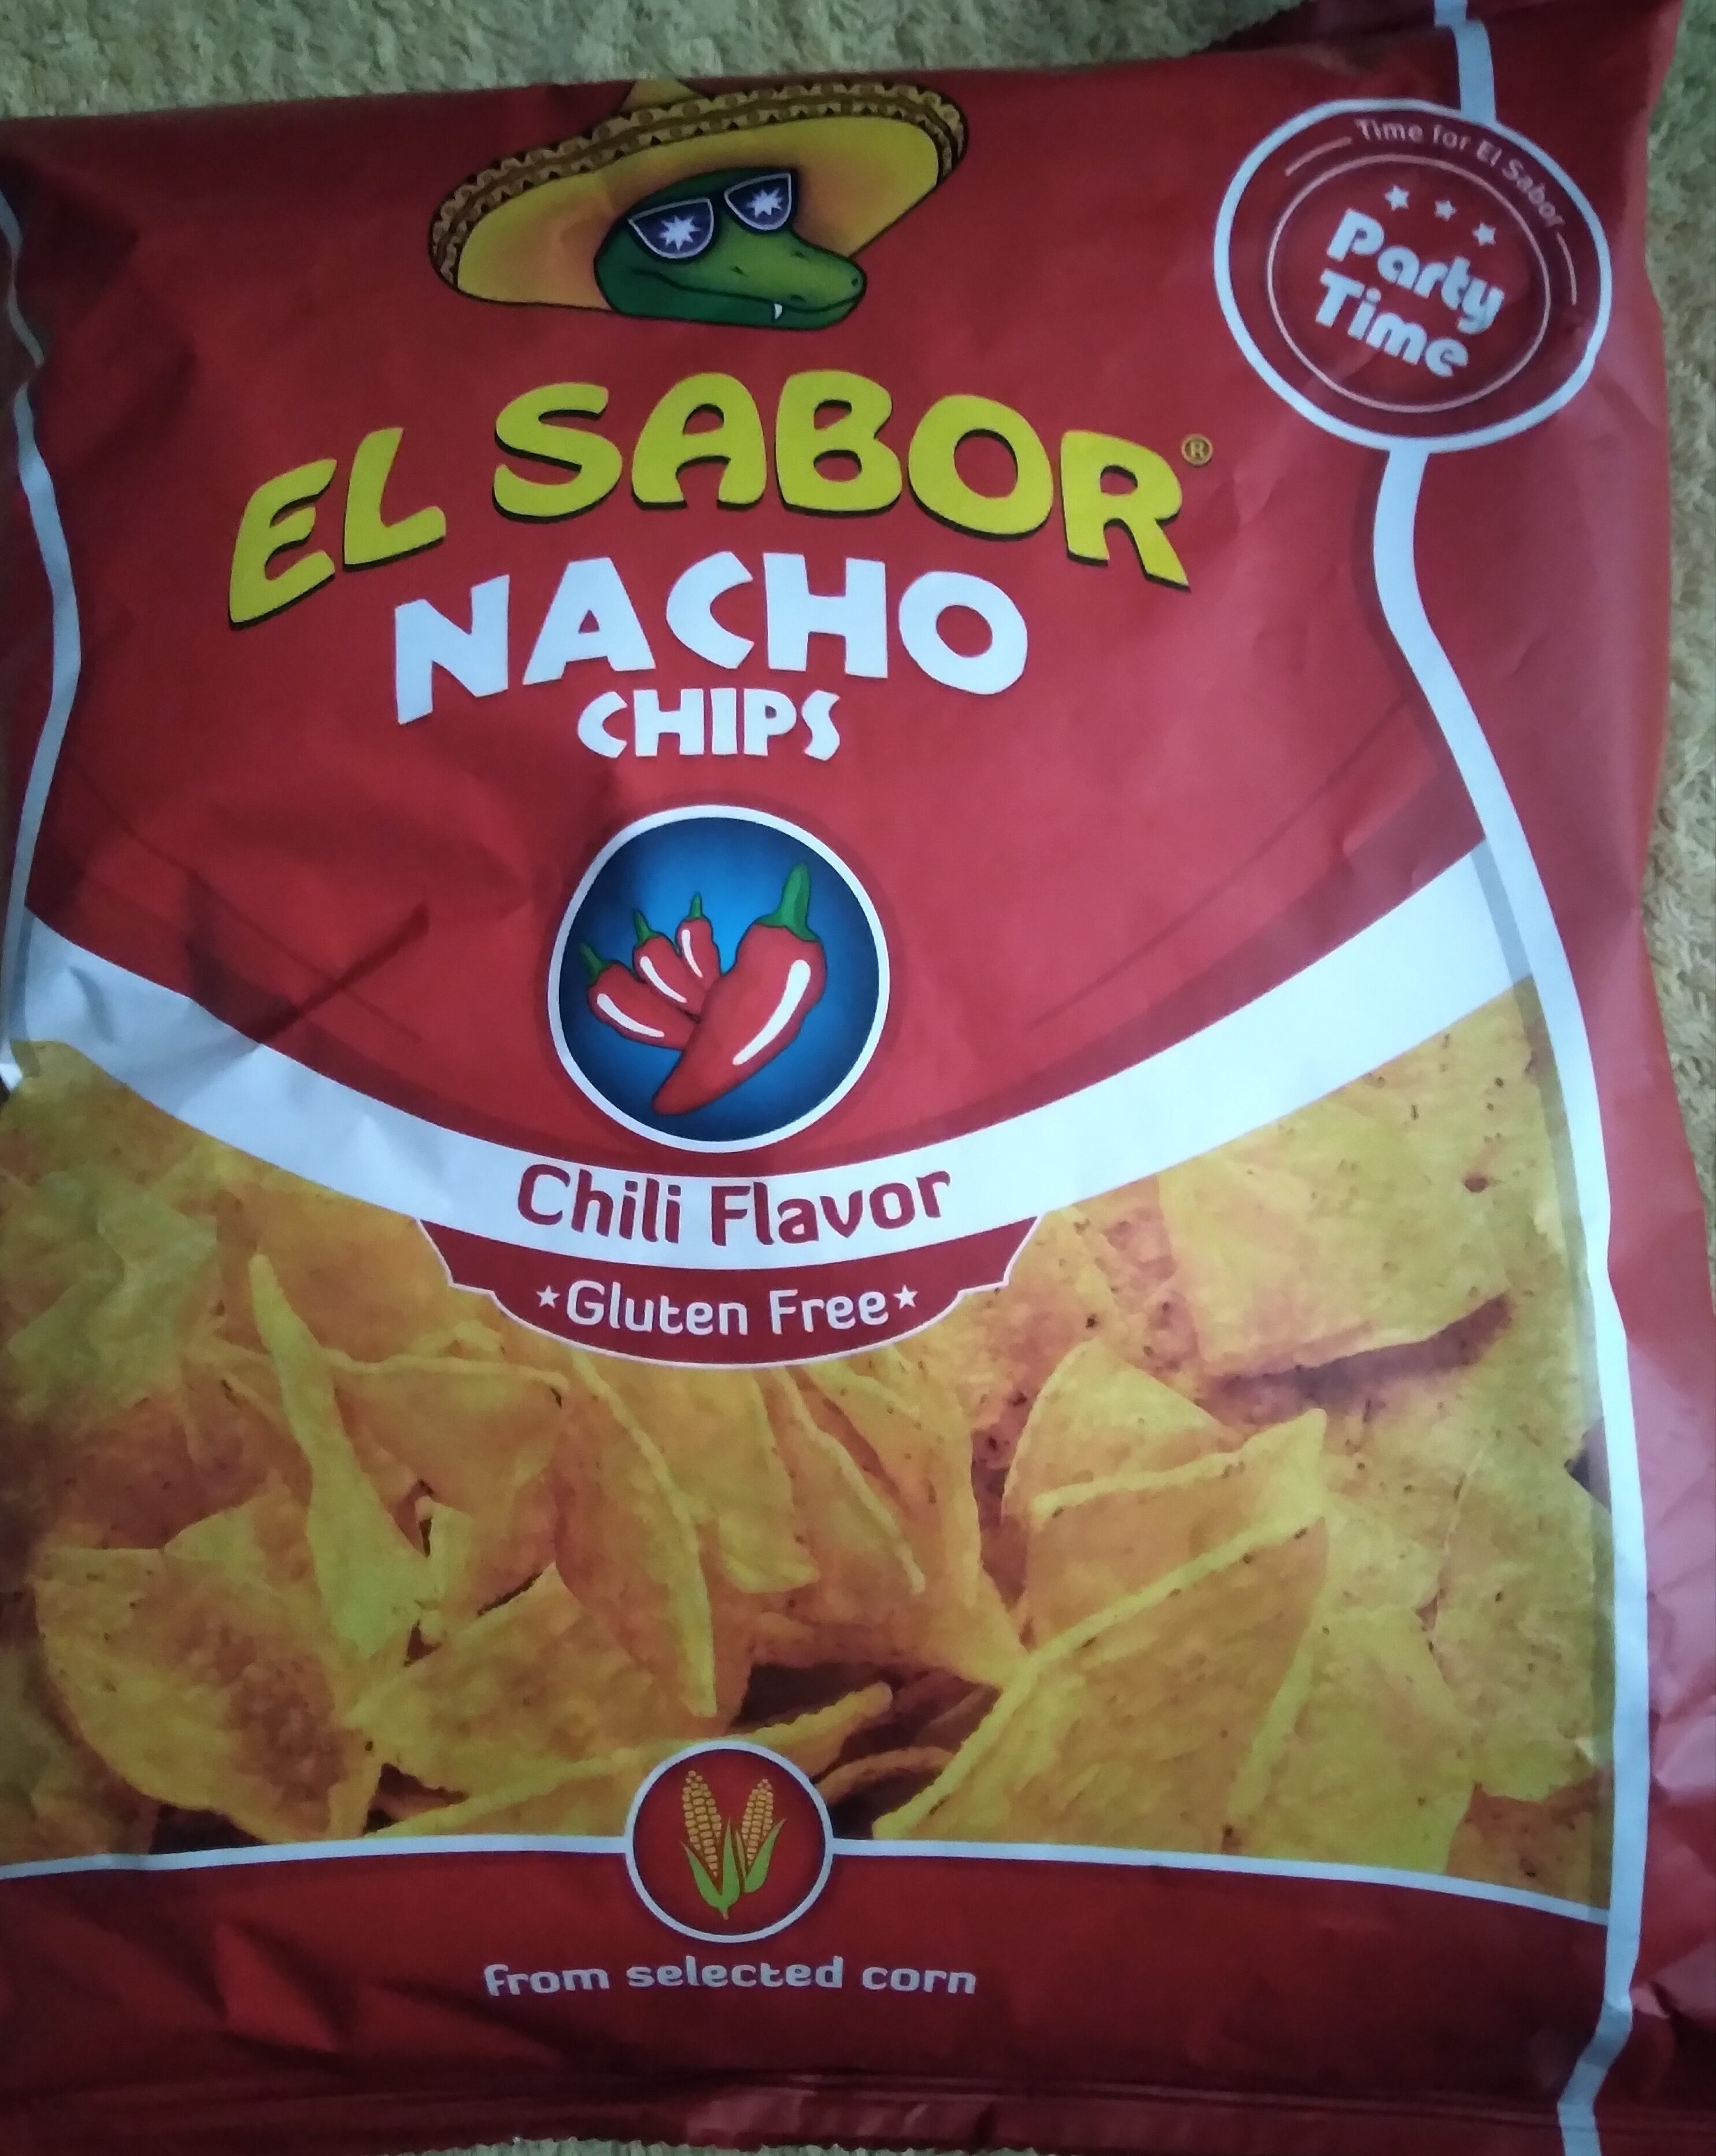 Time for El Sabor
Party
Time
EL SABOR®
NACHO
CHIPS
Chili Flavor
Gluten Free
from selected corn